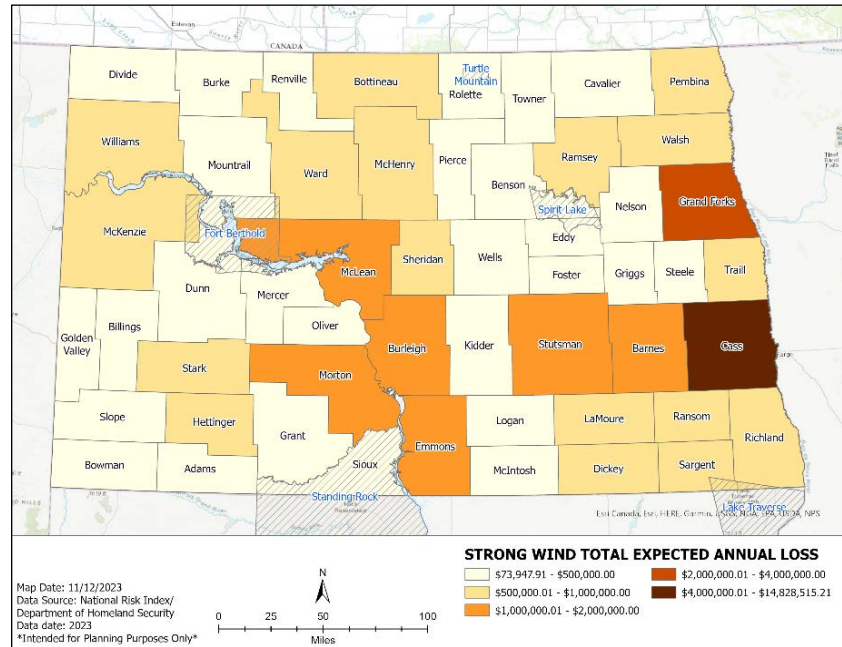 Estevan
CANADA
Divide
Burke
Renville
Bottineau
Turtle
Mountain
Rolette
Towner
Cavalier
Pembina
Williams
Mountrail
Ward
McHenry
Pierce
Benson
Ramsey
Walsh
Spirit Lake
Nelson
Grand Forks
McKenzie
Fort Berthold
McLean
Sheridan
Wells
Eddy
Foster
Griggs
Steele
Traill
Dunn
Mercer
Oliver
Golden
Valley
Billings
Burleigh
Kidder
Stutsman
Barnes
Cass
Fargo
Stark
Morton
Slope
Hettinger
Grant
Emmons
Logan
LaMoure
Ransom
Richland
Bowman
Adams
Sioux
McIntosh
Dickey
Sargent
Standing Rock
Lake Traverse
Esri Canada, Esri, HERE, Garmin, USGS, NGA, EPA, USDA, NPS
STRONG WIND TOTAL EXPECTED ANNUAL LOSS
$73,947.91 - $500,000.00
$2,000,000.01 - $4,000,000.00
$500,000.01 - $1,000,000.00
$4,000,000.01 - $14,828,515.21
$1,000,000.01 - $2,000,000.00
Map Date: 11/12/2023
Data Source: National Risk Index/
Department of Homeland Security
Data date: 2023
*Intended for Planning Purposes Only*
N
0 25 50 100
Miles